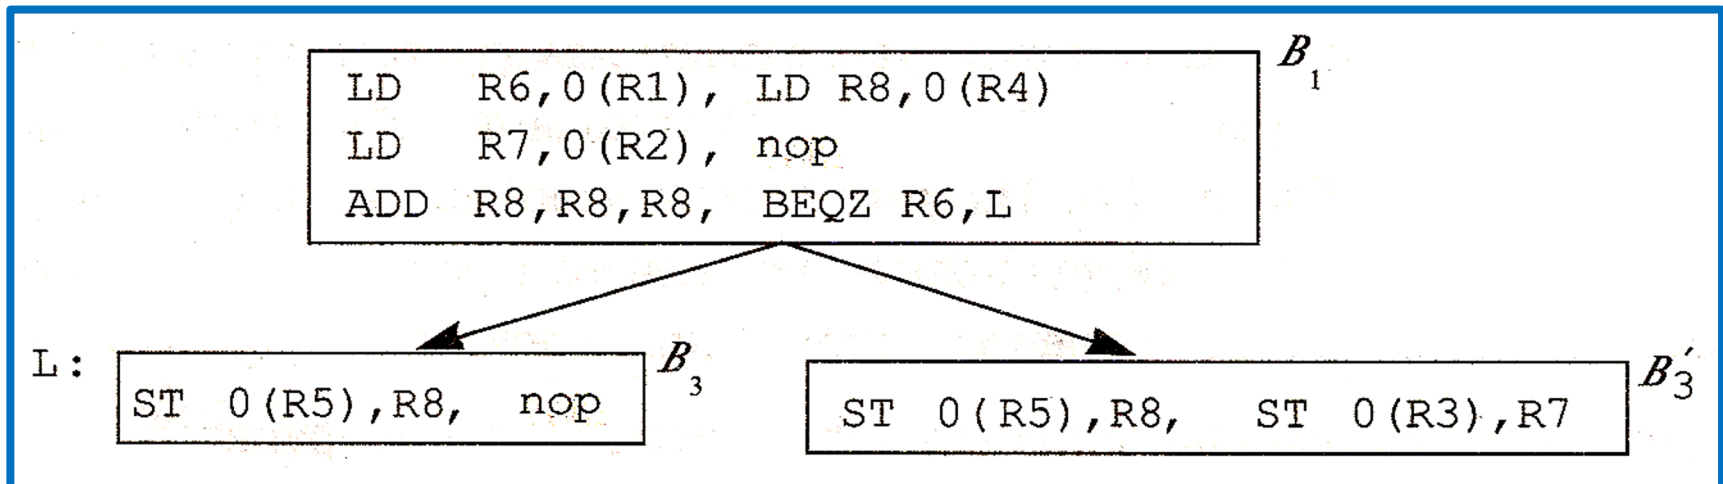 B1
LD R6,0(R1), LD R8,0(R4)
LD R7,0(R2), nop
ADD R8,R8,R8, BEQZ R6,L
L:
ST 0(R5),R8, nop
B3
ST 0(R5),R8, ST 0(R3),R7
B3′